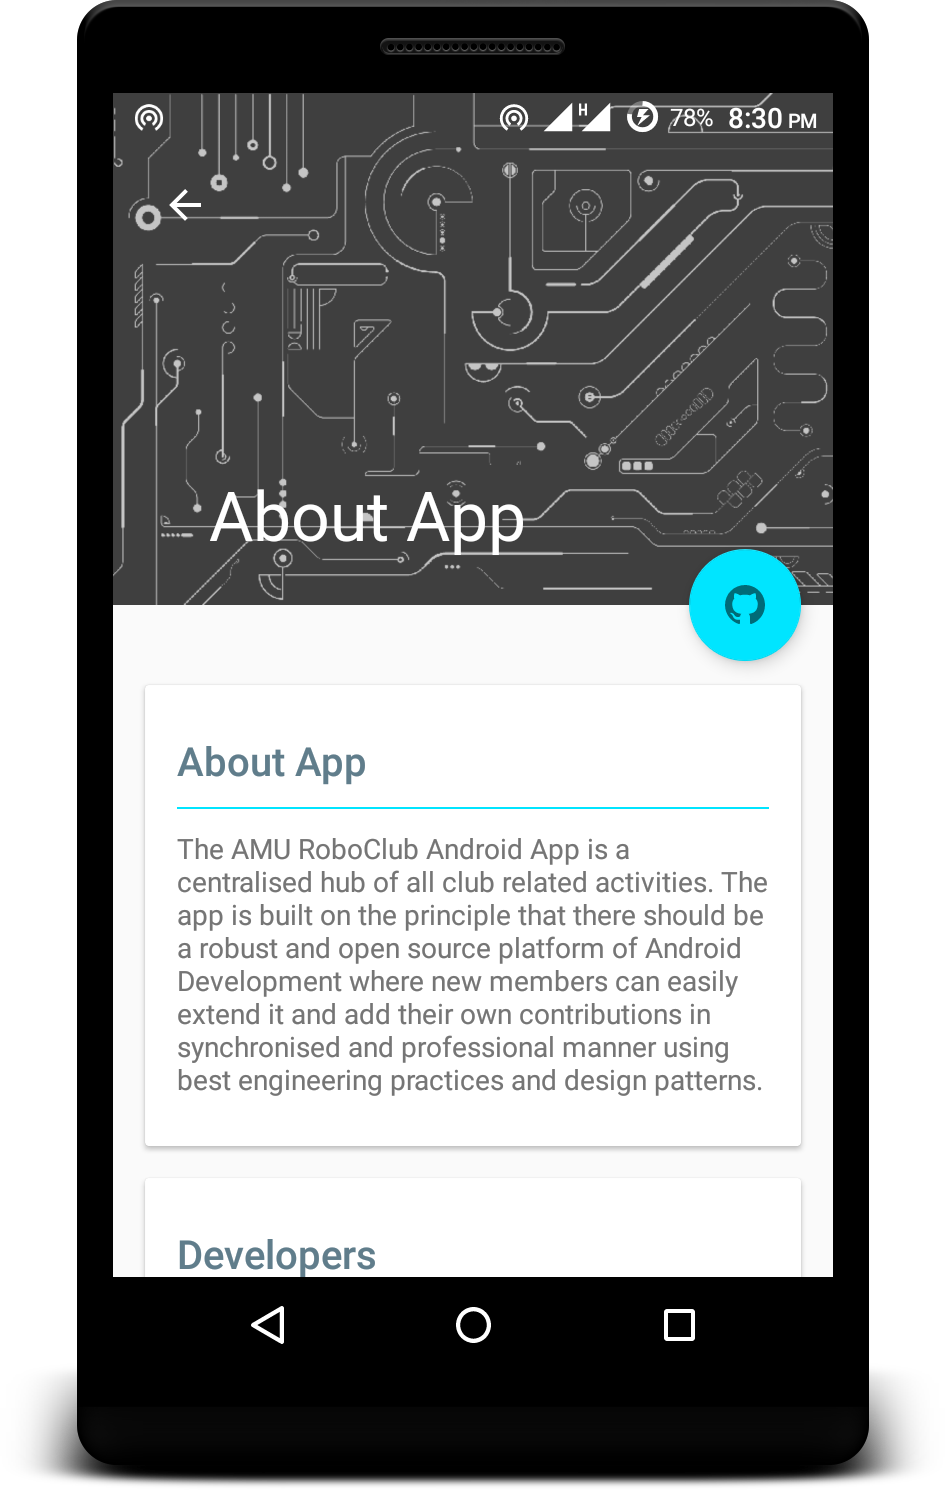 H 78% 8:30 PM
About App
About App
The AMU RoboClub Android App is a
centralised hub of all club related activities. The
app is built on the principle that there should be
a robust and open source platform of Android
Development where new members can easily
extend it and add their own contributions in
synchronised and professional manner using
best engineering practices and design patterns.
Developers